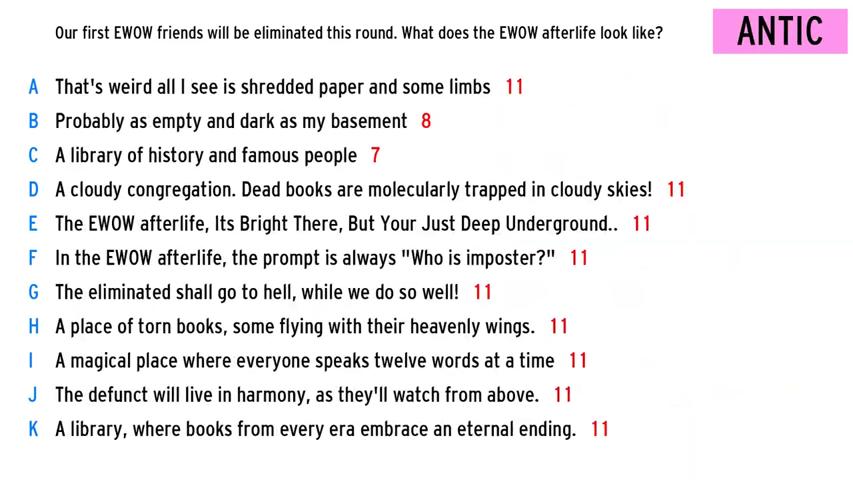 Our first EWOW friends will be eliminated this round. What does the EWOW afterlife look like?
ANTIC
A That's weird all I see is shredded paper and some limbs 11
B Probably as empty and dark as my basement 8
C A library of history and famous people 7
D A cloudy congregation. Dead books are molecularly trapped in cloudy skies! 11
E The EWOW afterlife, Its Bright There, But Your Just Deep Underground.. 11
F In the EWOW afterlife, the prompt is always "Who is imposter?" 11
G The eliminated shall go to hell, while we do so well! 11
H A place of torn books, some flying with their heavenly wings. 11
I A magical place where everyone speaks twelve words at a time 11
J The defunct will live in harmony, as they'll watch from above. 11
K A library, where books from every era embrace an eternal ending. 11